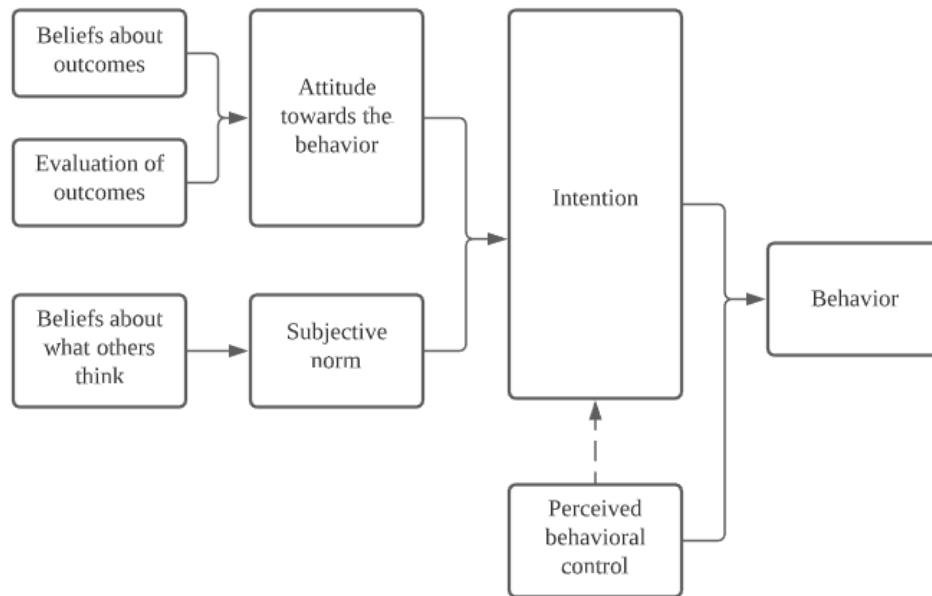 Beliefs about
outcomes
Evaluation of
outcomes
Attitude
towards the
behavior
Beliefs about
what others
think
Subjective
norm
Intention
Perceived
behavioral
control
Behavior